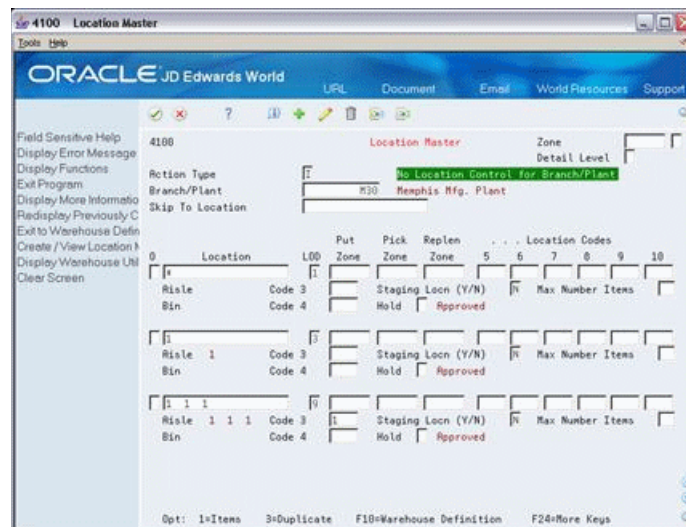 4100 Location Master
Tools Help
ORACLE JD Edwards World
URL Document Email World Resources Support
Field Sensitive Help
Display Error Message
Display Functions
Exit Program
Display More Informatio
Redisplay Previously C
Exit to Warehouse Defin
Create / View Location M
Display Warehouse Util
Clear Screen
4100 Location Master Zone
Detail Level
Action Type I No Location Control for Branch/Plant
Branch/Plant M30 Memphis Mfg. Plant
Skip To Location
Put Pick Replen . . . Location Codes
O Location LOD Zone Zone Zone 5 6 7 8 9 10
* 1
Aisle Code 3 Staging Locn (Y/N) N Max Number Items
Bin Code 4 Hold Approved
1 3
Aisle 1 Code 3 Staging Locn (Y/N) N Max Number Items
Bin Code 4 Hold Approved
1 1 1 9
Aisle 1 1 1 Code 3 1 Staging Locn (Y/N) N Max Number Items
Bin Code 4 Hold Approved
Opt: 1=Items 3=Duplicate F10=Warehouse Definition F24=More Keys